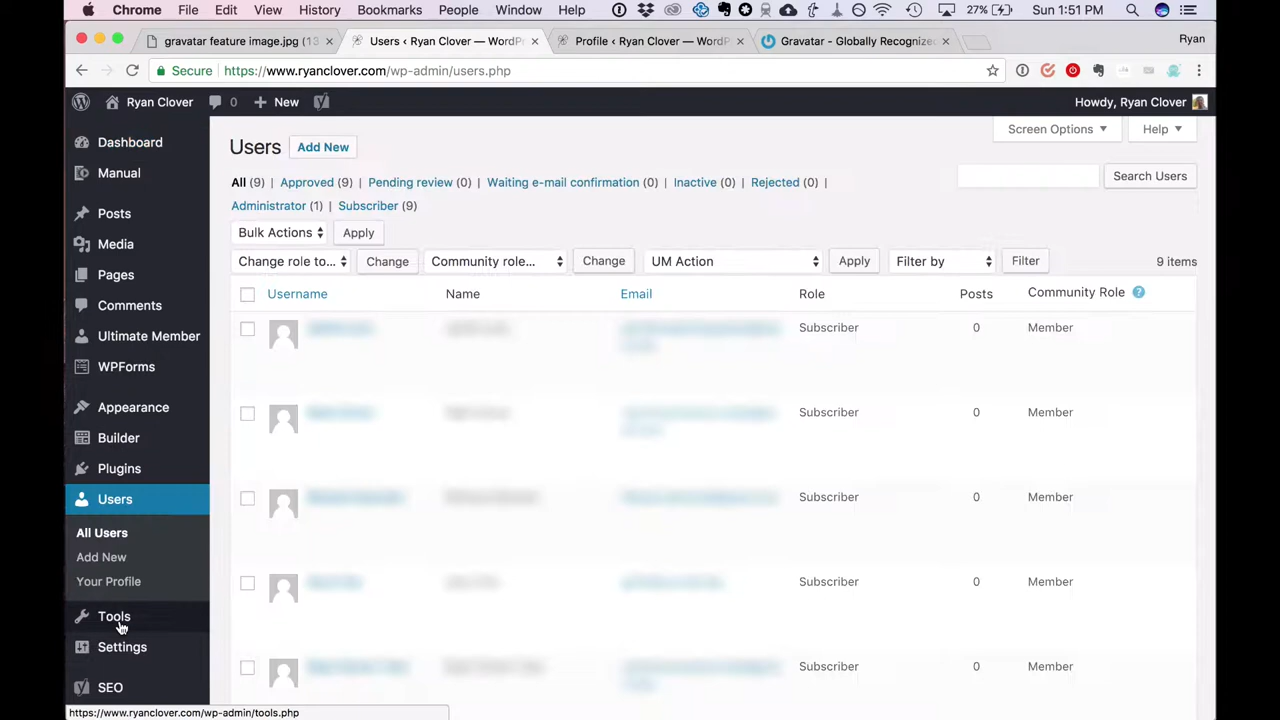 Chrome File Edit View History Bookmarks People Window Help 27% Sun 1:51 PM
gravatar feature image.jpg (13 × Users ‹ Ryan Clover — WordPr × Profile ‹ Ryan Clover — WordP × Gravatar - Globally Recognized × Ryan
Secure https://www.ryanclover.com/wp-admin/users.php
Ryan Clover 0 New Howdy, Ryan Clover
Screen Options Help
Dashboard
Manual
Posts
Media
Pages
Comments
Ultimate Member
WPForms
Appearance
Builder
Plugins
Users
All Users
Add New
Your Profile
Tools
Settings
SEO
Users Add New
All (9) | Approved (9) | Pending review (0) | Waiting e-mail confirmation (0) | Inactive (0) | Rejected (0) |
Administrator (1) | Subscriber (9)
Search Users
Bulk Actions Apply
Change role to... Change Community role... Change UM Action Apply Filter by Filter 9 items
Username Name Email Role Posts Community Role ?
Subscriber 0 Member
Subscriber 0 Member
Subscriber 0 Member
Subscriber 0 Member
Subscriber 0 Member
https://www.ryanclover.com/wp-admin/tools.php